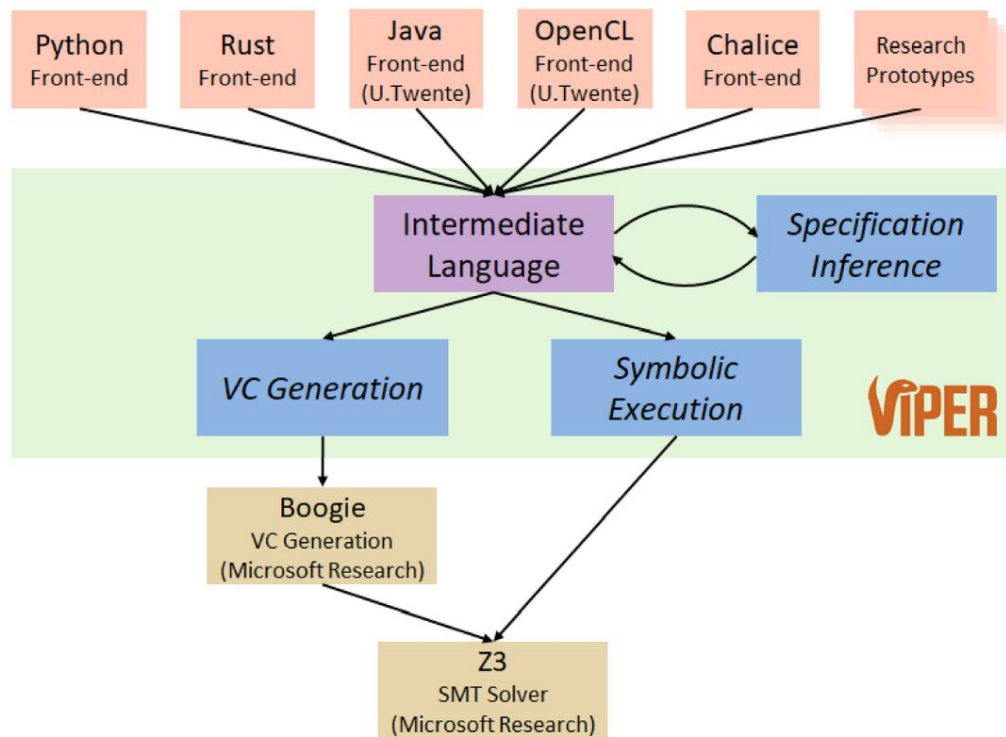 Python
Front-end
Rust
Front-end
Java
Front-end
(U.Twente)
OpenCL
Front-end
(U.Twente)
Chalice
Front-end
Research
Prototypes
Intermediate
Language
Specification
Inference
VC Generation
Symbolic
Execution
VIPER
Boogie
VC Generation
(Microsoft Research)
Z3
SMT Solver
(Microsoft Research)